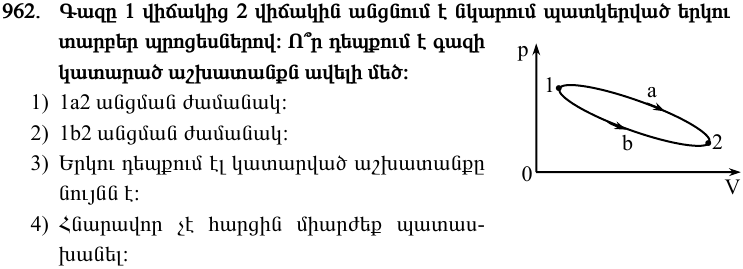 962. Գազը 1 վիճակից 2 վիճակին անցնում է նկարում պատկերված երկու
տարբեր պրոցեսներով: Ո՞ր դեպքում է գազի
կատարած աշխատանքն ավելի մեծ:
1) 1a2 անցման ժամանակ:
2) 1b2 անցման ժամանակ:
3) Երկու դեպքում էլ կատարված աշխատանքը
նույնն է:
4) Հնարավոր չէ հարցին միարժեք պատաս-
խանել:
p
1
a
b
2
0
V